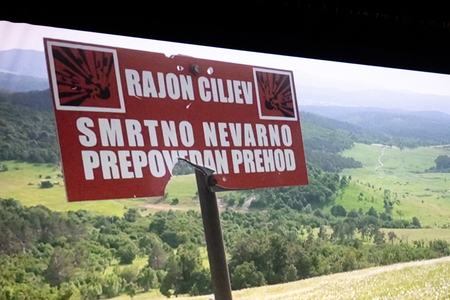 RAJON CILJEV
SMRTNO NEVARNO
PREPOVEDAN PREHOD